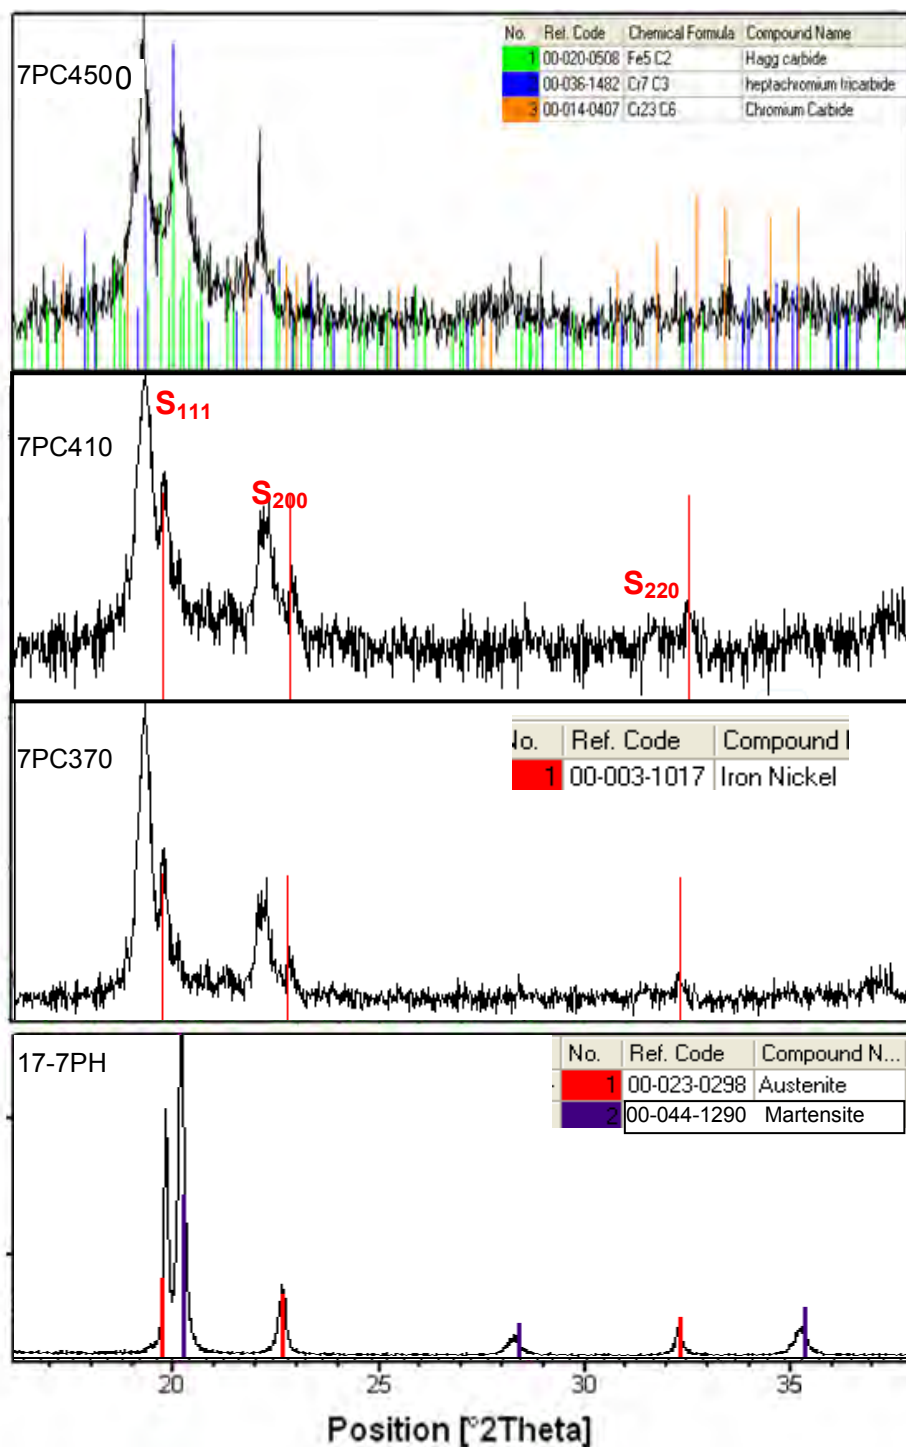 No. Ref. Code Chemical Formula Compound Name
1 00-020-0508 Fe5 C2 Hagg carbide
00-036-1482 Cr7 C3 heptachromium tricarbide
3 00-014-0407 Cr23 C6 Chromium Carbide
7PC4500
7PC410
S111
S200
S220
7PC370
No. Ref. Code Compound
1 00-003-1017 Iron Nickel
17-7PH
No. Ref. Code Compound N...
1 00-023-0298 Austenite
2 00-044-1290 Martensite
20 25 30 35
Position [°2Theta]